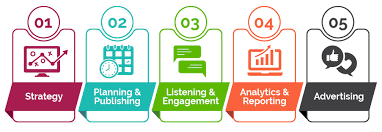 01
Strategy
02
Planning &
Publishing
03
Listening &
Engagement
04
Analytics &
Reporting
05
Advertising